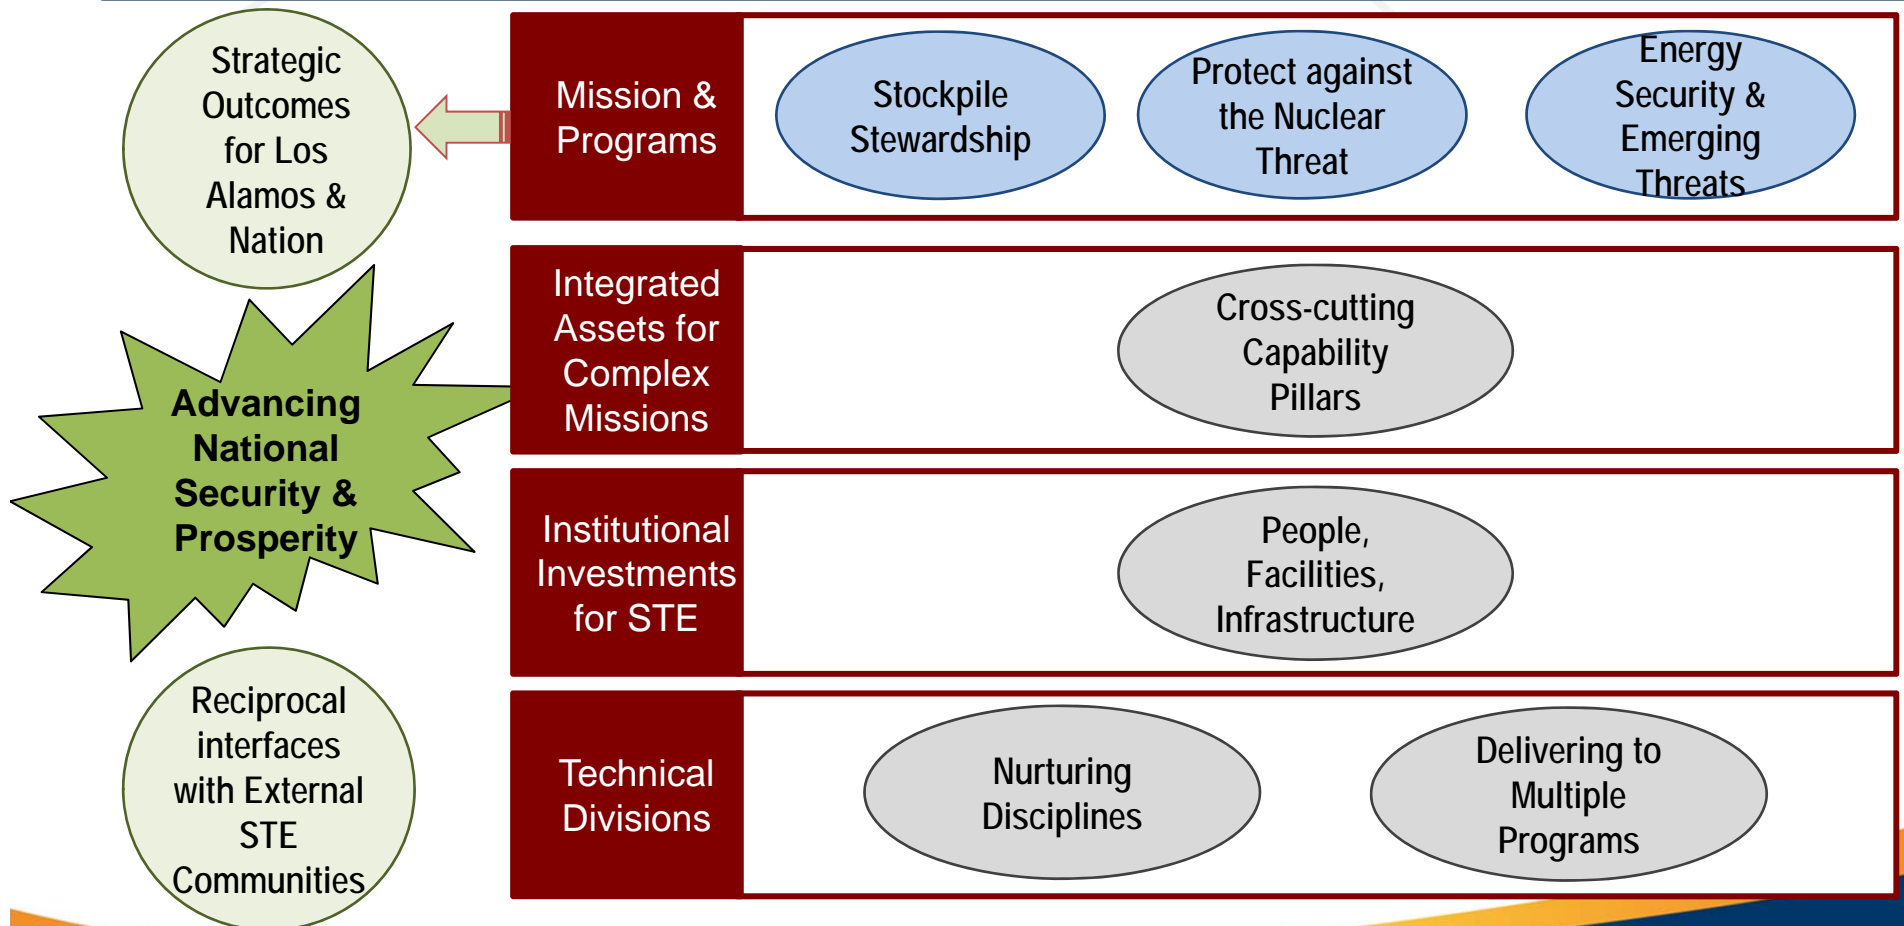 Strategic
Outcomes
for Los
Alamos &
Nation
Mission &
Programs
Stockpile
Stewardship
Protect against
the Nuclear
Threat
Energy
Security &
Emerging
Threats
Advancing
National
Security &
Prosperity
Integrated
Assets for
Complex
Missions
Cross-cutting
Capability
Pillars
Institutional
Investments
for STE
People,
Facilities,
Infrastructure
Reciprocal
interfaces
with External
STE
Communities
Technical
Divisions
Nurturing
Disciplines
Delivering to
Multiple
Programs